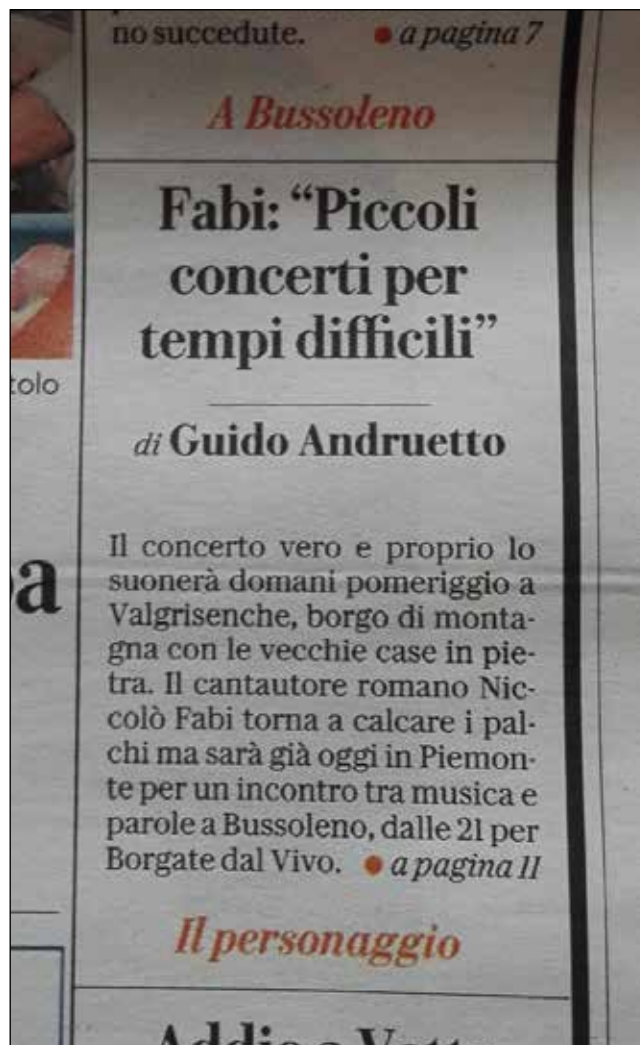 no succedute. ● a pagina 7
A Bussoleno
Fabi: “Piccoli
concerti per
tempi difficili”
di Guido Andruetto
Il concerto vero e proprio lo
suonerà domani pomeriggio a
Valgrisenche, borgo di monta-
gna con le vecchie case in pie-
tra. Il cantautore romano Nic-
colò Fabi torna a calcare i pal-
chi ma sarà già oggi in Piemon-
te per un incontro tra musica e
parole a Bussoleno, dalle 21 per
Borgate dal Vivo. ● a pagina 11
Il personaggio